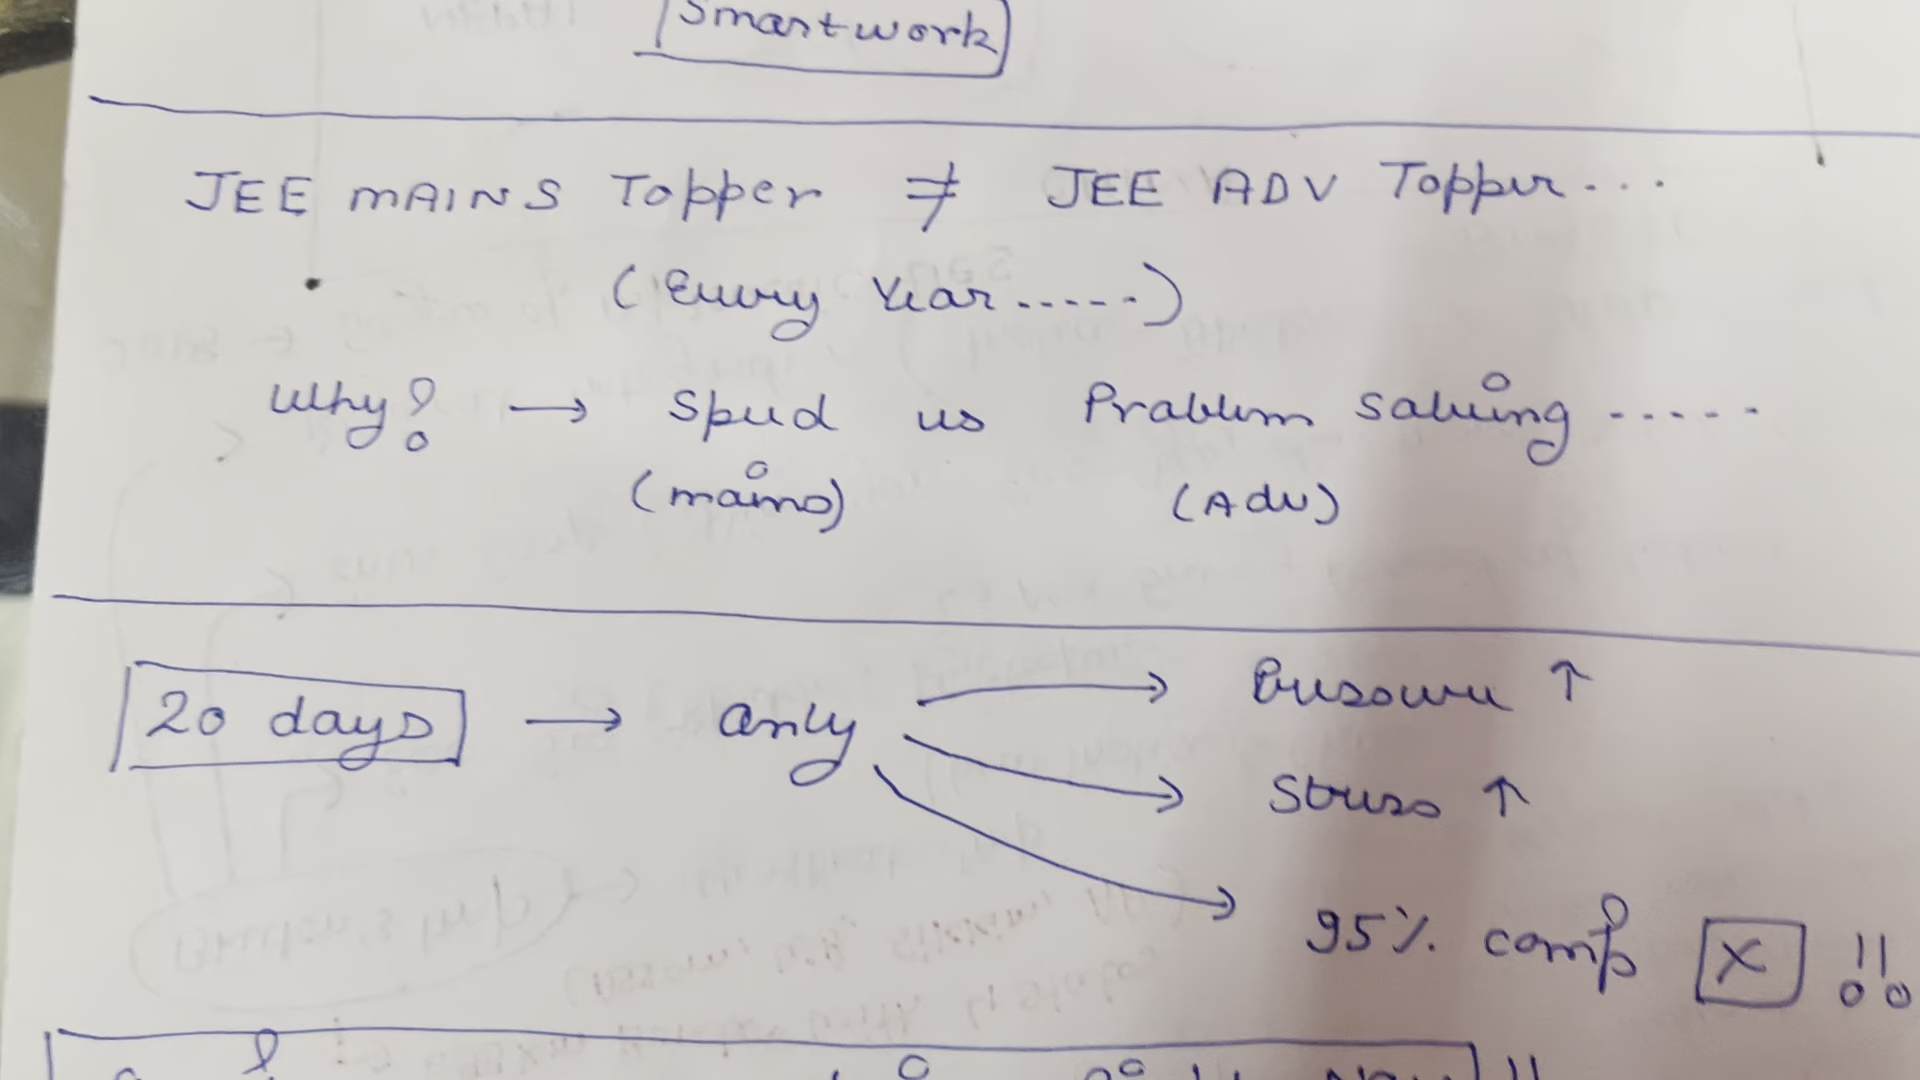 Smartwork
JEE MAINS Topper ≠ JEE ADV Topper...
(Every Year.....)
Why? → Speed vs Problem solving.....
(mains) (Adv)
20 days → only → Pressure ↑
→ Stress ↑
→ 95% comp X !!